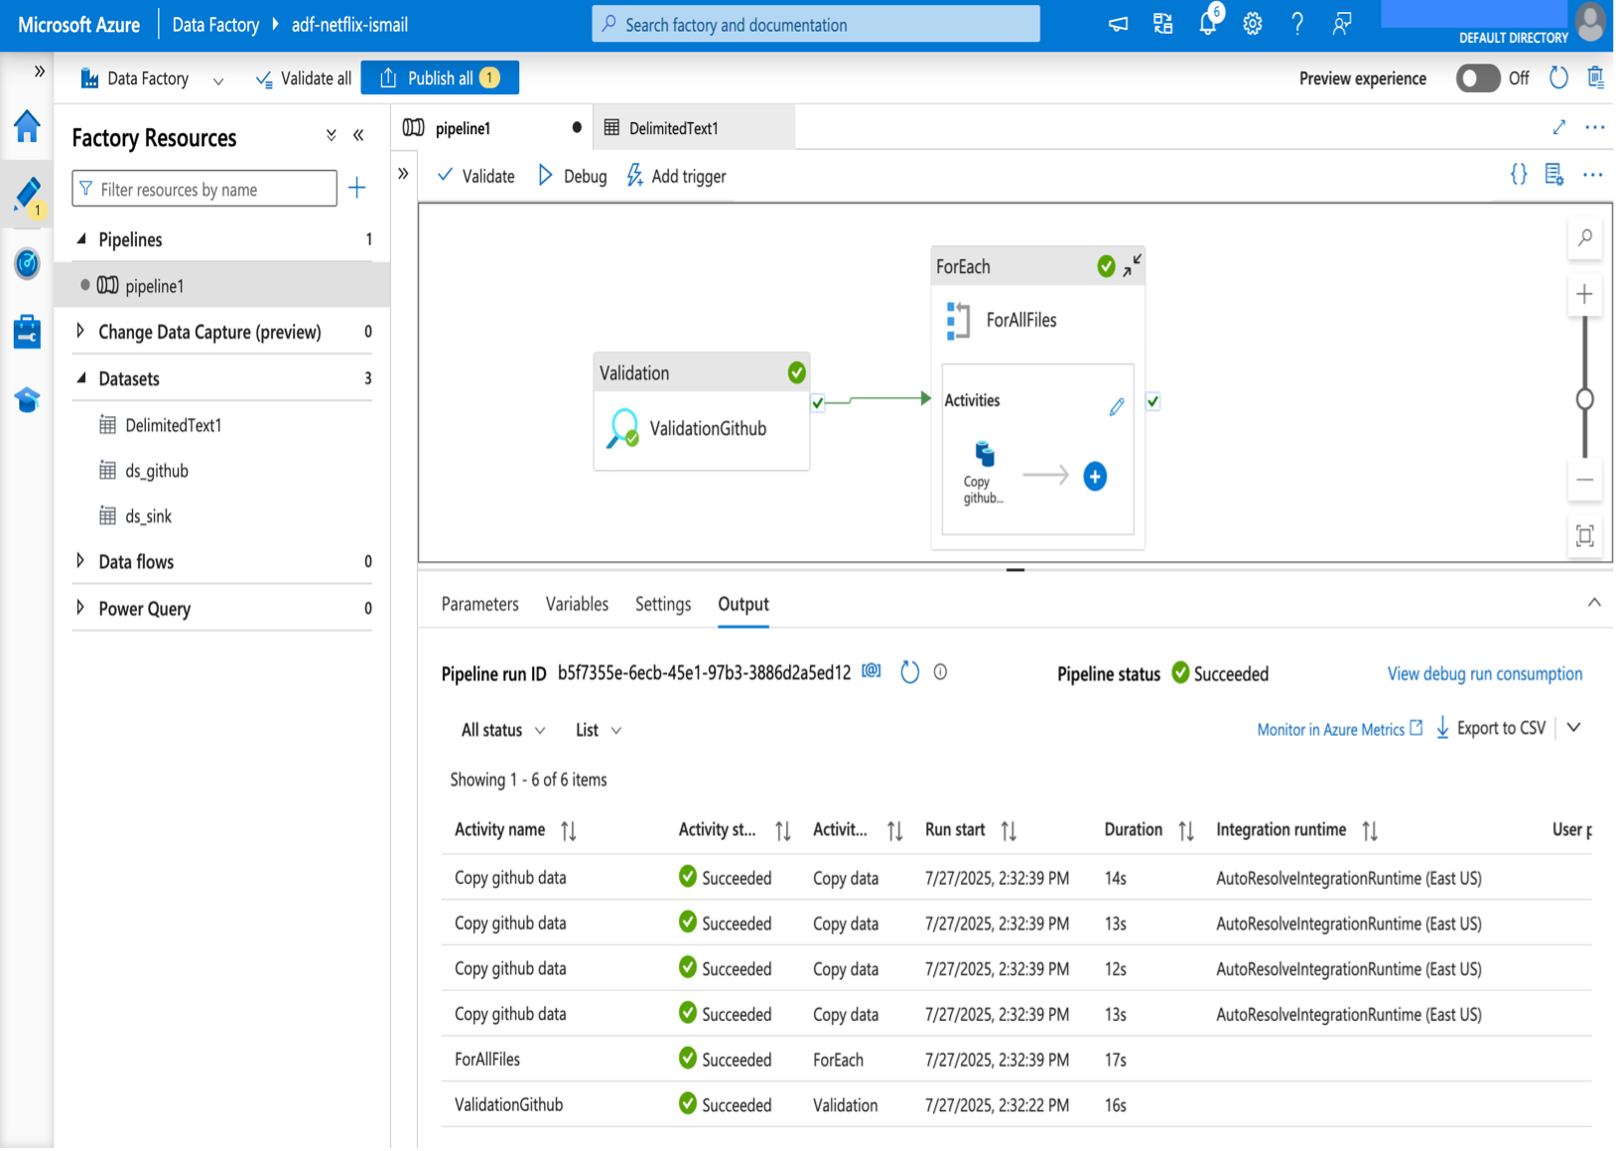 Microsoft Azure
Data Factory
adf-netflix-ismail
Search factory and documentation
6
DEFAULT DIRECTORY
Data Factory
Validate all
Publish all 1
Preview experience
Off
1
Factory Resources
Filter resources by name
Pipelines 1
pipeline1
Change Data Capture (preview) 0
Datasets 3
DelimitedText1
ds_github
ds_sink
Data flows 0
Power Query 0
pipeline1
DelimitedText1
Validate
Debug
Add trigger
Validation
ValidationGithub
ForEach
ForAllFiles
Activities
Copy
github...
Parameters Variables Settings Output
Pipeline run ID b5f7355e-6ecb-45e1-97b3-3886d2a5ed12
Pipeline status Succeeded
View debug run consumption
All status List
Monitor in Azure Metrics Export to CSV
Showing 1 - 6 of 6 items
Activity name Activity st... Activit... Run start Duration Integration runtime User p
Copy github data Succeeded Copy data 7/27/2025, 2:32:39 PM 14s AutoResolveIntegrationRuntime (East US)
Copy github data Succeeded Copy data 7/27/2025, 2:32:39 PM 13s AutoResolveIntegrationRuntime (East US)
Copy github data Succeeded Copy data 7/27/2025, 2:32:39 PM 12s AutoResolveIntegrationRuntime (East US)
Copy github data Succeeded Copy data 7/27/2025, 2:32:39 PM 13s AutoResolveIntegrationRuntime (East US)
ForAllFiles Succeeded ForEach 7/27/2025, 2:32:39 PM 17s
ValidationGithub Succeeded Validation 7/27/2025, 2:32:22 PM 16s